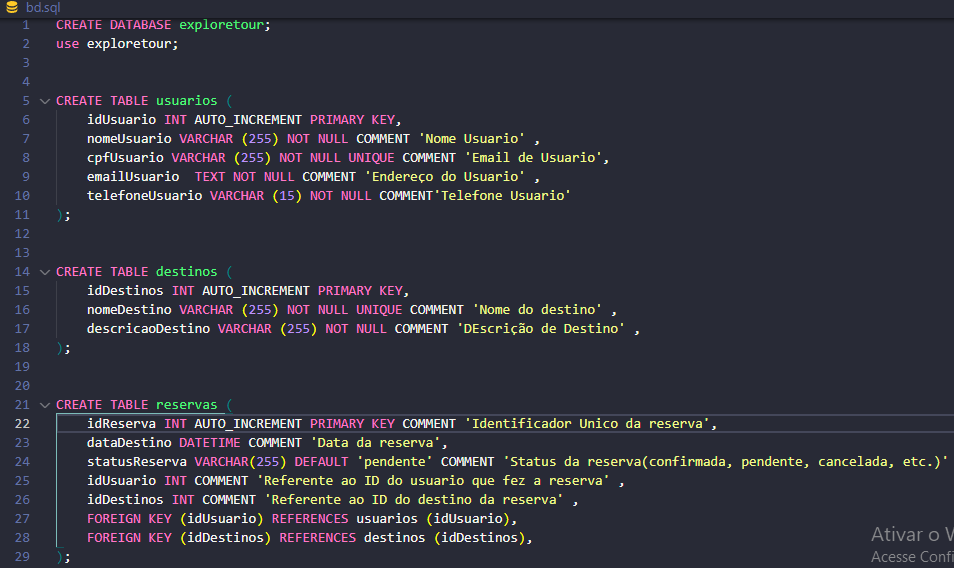 bd.sql
1 CREATE DATABASE exploretour;
2 use exploretour;
3
4
5 CREATE TABLE usuarios (
6 idUsuario INT AUTO_INCREMENT PRIMARY KEY,
7 nomeUsuario VARCHAR (255) NOT NULL COMMENT 'Nome Usuario' ,
8 cpfUsuario VARCHAR (255) NOT NULL UNIQUE COMMENT 'Email de Usuario',
9 emailUsuario  TEXT NOT NULL COMMENT 'Endereço do Usuario' ,
10 telefoneUsuario VARCHAR (15) NOT NULL COMMENT'Telefone Usuario'
11 );
12
13
14 CREATE TABLE destinos (
15 idDestinos INT AUTO_INCREMENT PRIMARY KEY,
16 nomeDestino VARCHAR (255) NOT NULL UNIQUE COMMENT 'Nome do destino' ,
17 descricaoDestino VARCHAR (255) NOT NULL COMMENT 'DEscrição de Destino' ,
18 );
19
20
21 CREATE TABLE reservas (
22 idReserva INT AUTO_INCREMENT PRIMARY KEY COMMENT 'Identificador Unico da reserva',
23 dataDestino DATETIME COMMENT 'Data da reserva',
24 statusReserva VARCHAR(255) DEFAULT 'pendente' COMMENT 'Status da reserva(confirmada, pendente, cancelada, etc.)'
25 idUsuario INT COMMENT 'Referente ao ID do usuario que fez a reserva' ,
26 idDestinos INT COMMENT 'Referente ao ID do destino da reserva' ,
27 FOREIGN KEY (idUsuario) REFERENCES usuarios (idUsuario),
28 FOREIGN KEY (idDestinos) REFERENCES destinos (idDestinos),
29 );
Ativar o
Acesse